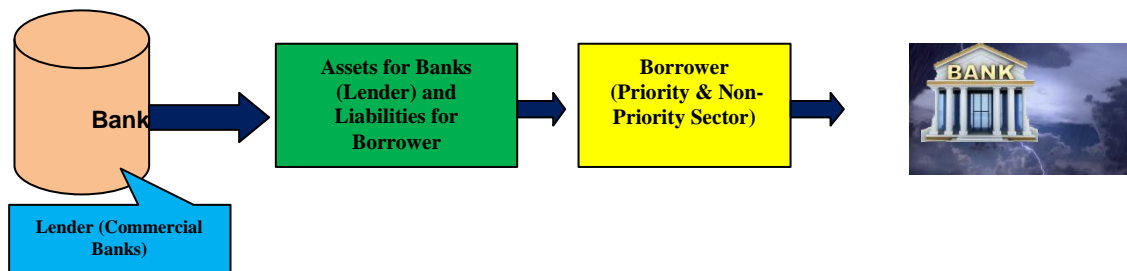 Bank
Lender (Commercial
Banks)
Assets for Banks
(Lender) and
Liabilities for
Borrower
Borrower
(Priority & Non-
Priority Sector)
BANK